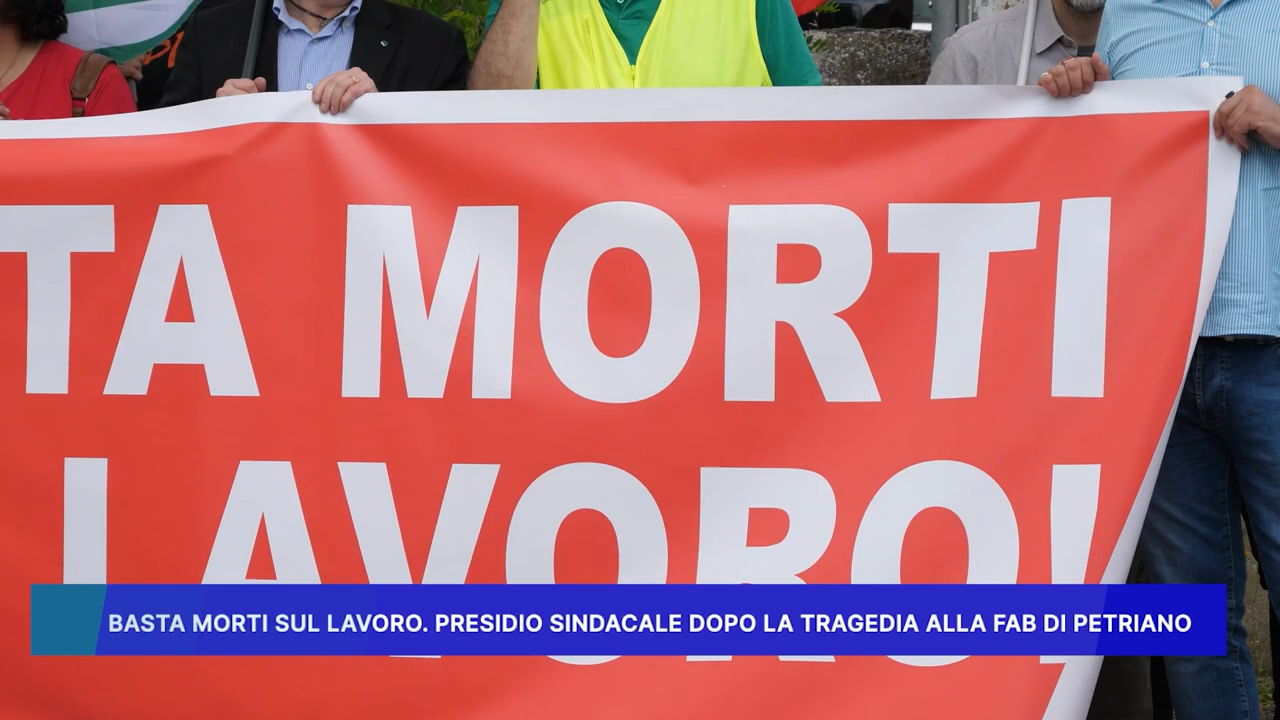 TA MORTI
LAVORO!
BASTA MORTI SUL LAVORO. PRESIDIO SINDACALE DOPO LA TRAGEDIA ALLA FAB DI PETRIANO